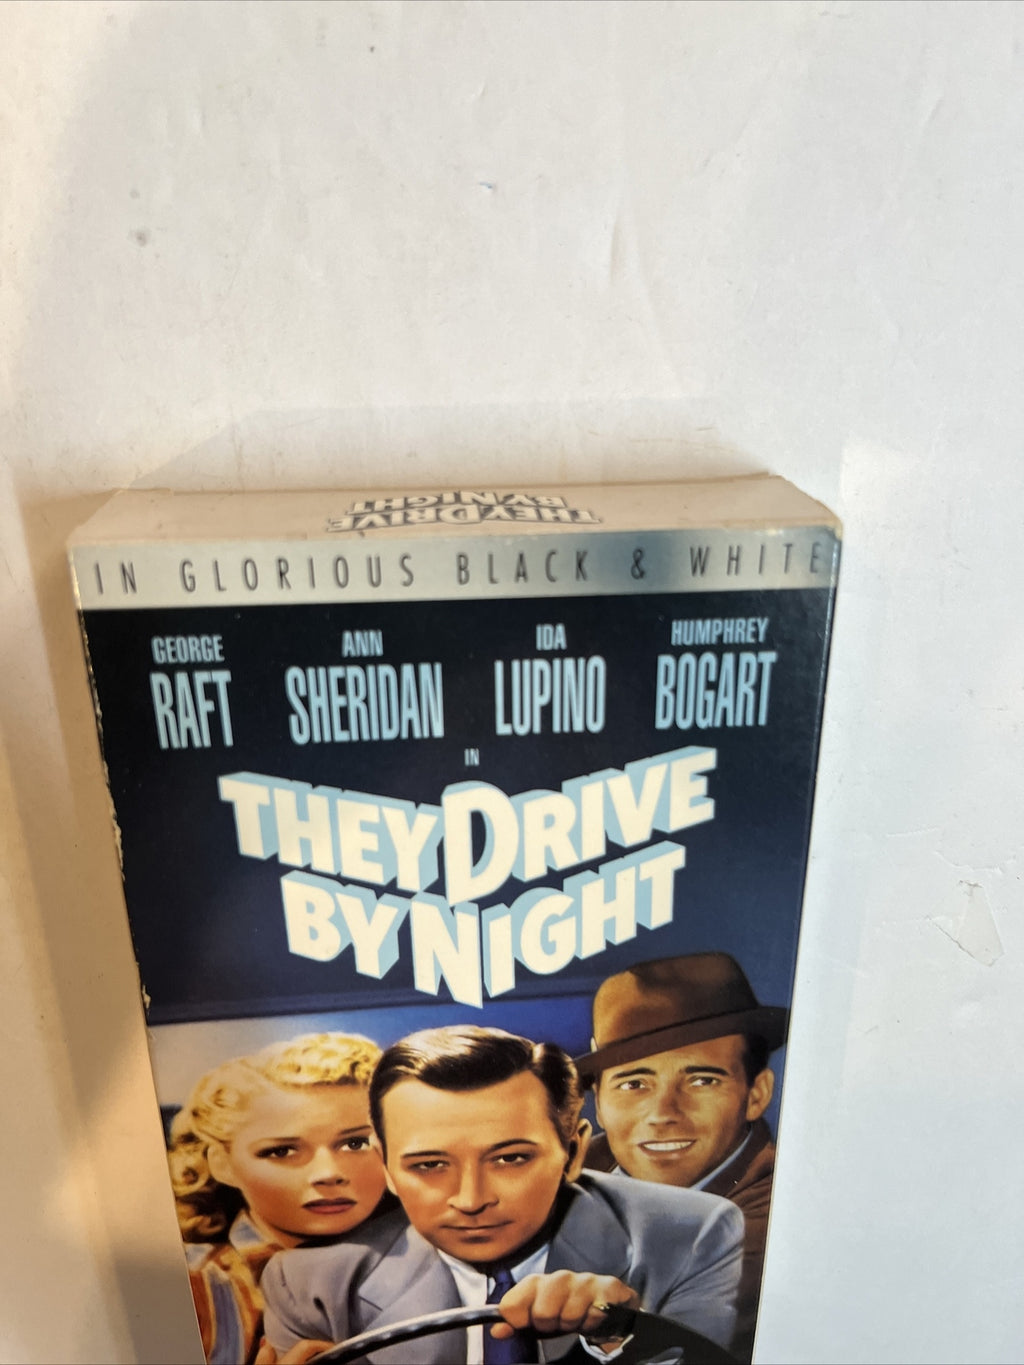 THEY DRIVE
BY NIGHT
IN GLORIOUS BLACK & WHITE
GEORGE RAFT
ANN SHERIDAN
IDA LUPINO
HUMPHREY BOGART
IN
THEY DRIVE
BY NIGHT